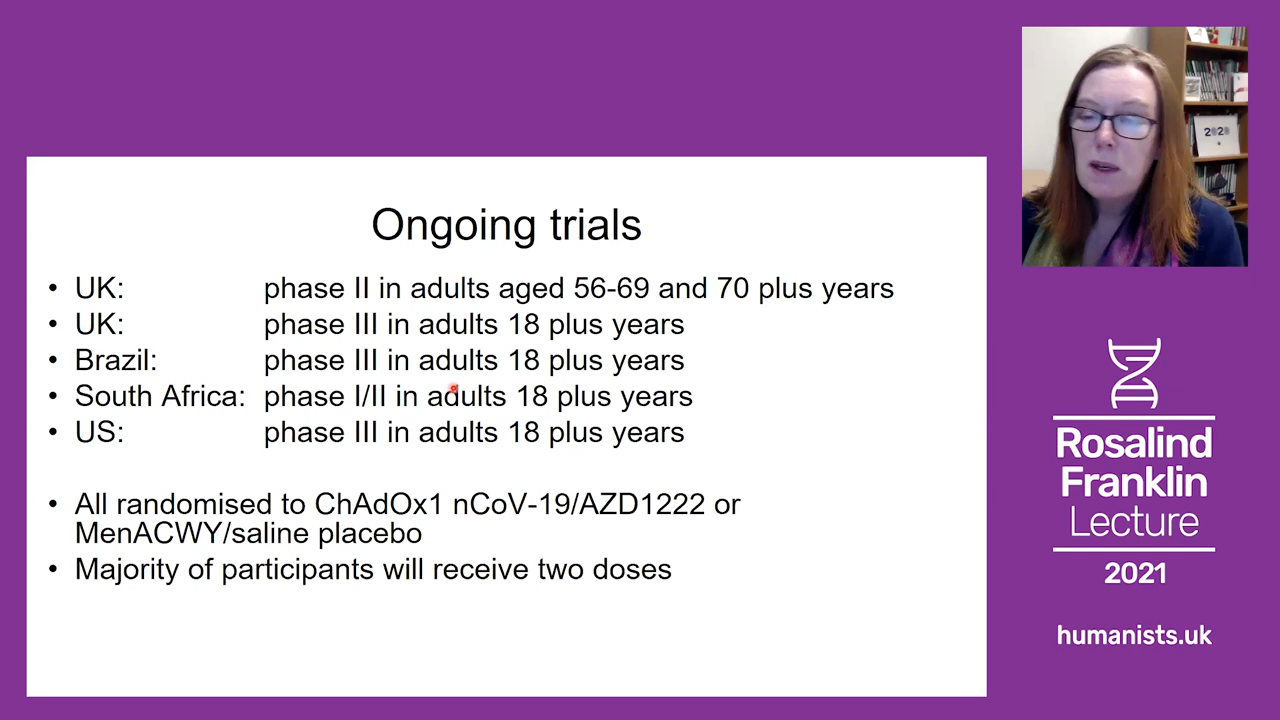 Ongoing trials
• UK: phase II in adults aged 56-69 and 70 plus years
• UK: phase III in adults 18 plus years
• Brazil: phase III in adults 18 plus years
• South Africa: phase I/II in adults 18 plus years
• US: phase III in adults 18 plus years
• All randomised to ChAdOx1 nCoV-19/AZD1222 or
MenACWY/saline placebo
• Majority of participants will receive two doses
2020
Rosalind
Franklin
Lecture
2021
humanists.uk